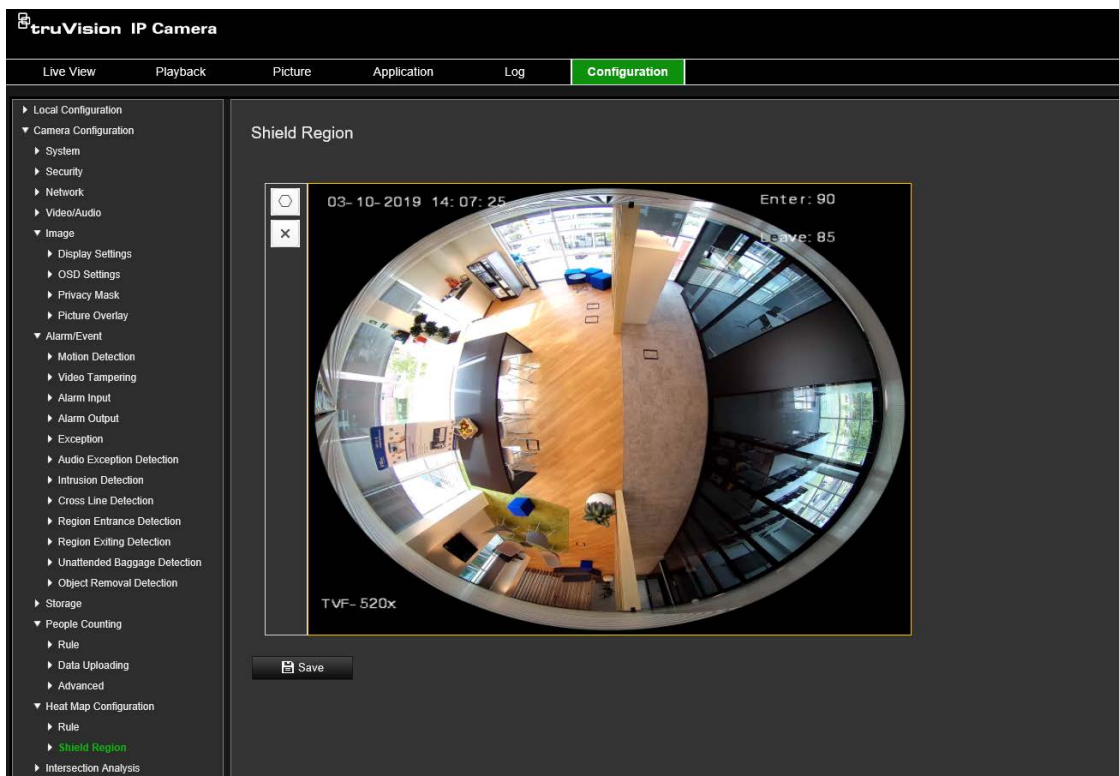 truVision IP Camera
Live View Playback Picture Application Log Configuration
Local Configuration
Camera Configuration
System
Security
Network
Video/Audio
Image
Display Settings
OSD Settings
Privacy Mask
Picture Overlay
Alarm/Event
Motion Detection
Video Tampering
Alarm Input
Alarm Output
Exception
Audio Exception Detection
Intrusion Detection
Cross Line Detection
Region Entrance Detection
Region Exiting Detection
Unattended Baggage Detection
Object Removal Detection
Storage
People Counting
Rule
Data Uploading
Advanced
Heat Map Configuration
Rule
Shield Region
Intersection Analysis
Shield Region
03-10-2019 14:07:25
Enter: 90
Leave: 85
TVF-520x
Save